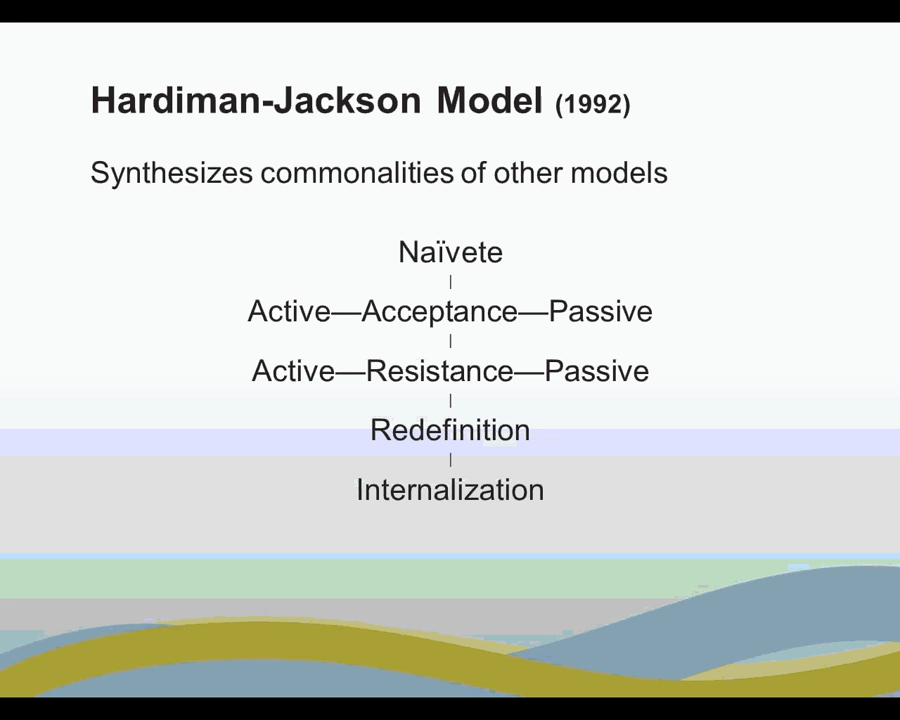 Hardiman-Jackson Model (1992)
Synthesizes commonalities of other models
Naïvete
Active—Acceptance—Passive
Active—Resistance—Passive
Redefinition
Internalization